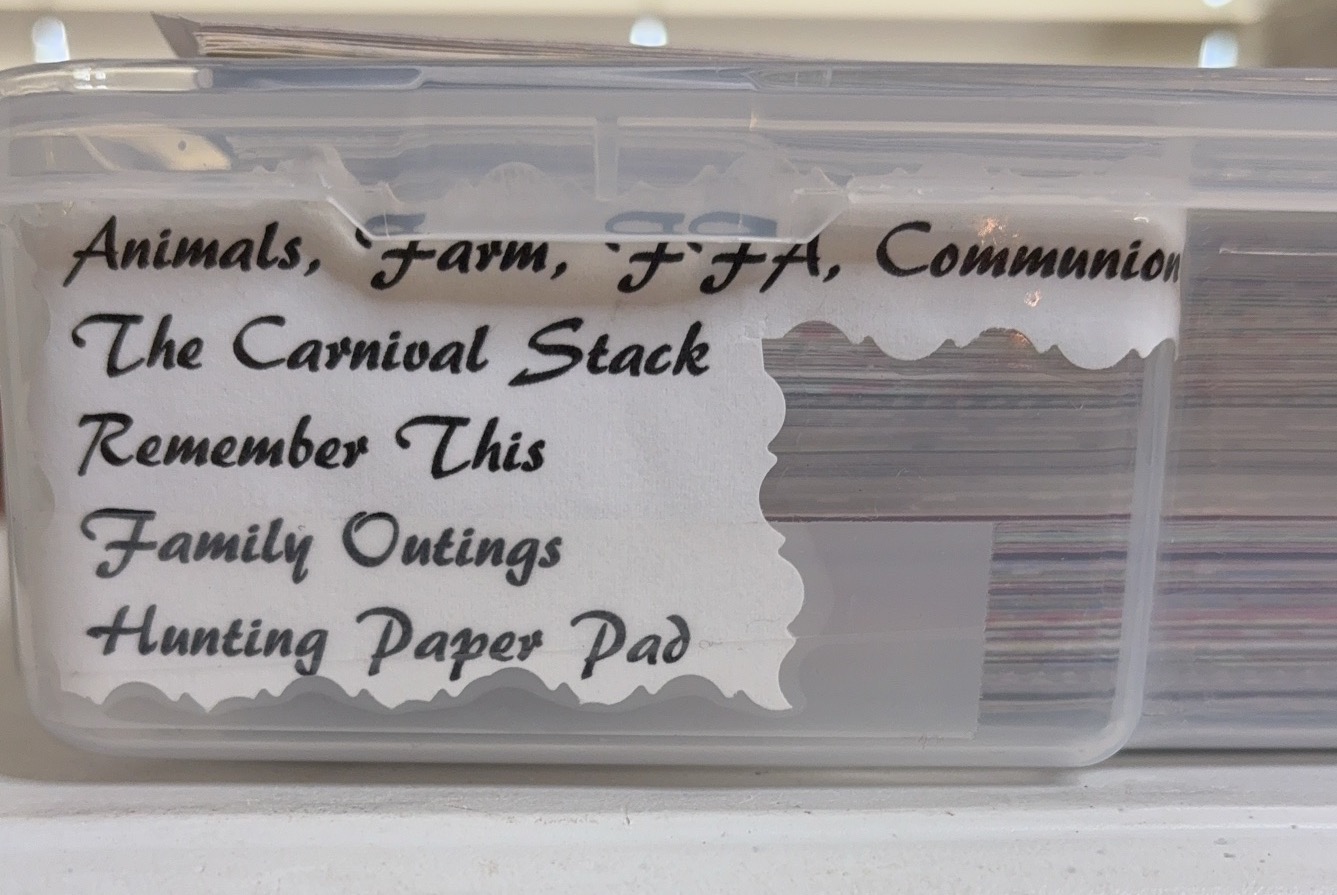 Animals, Farm, FFA, Communion
The Carnival Stack
Remember This
Family Outings
Hunting Paper Pad